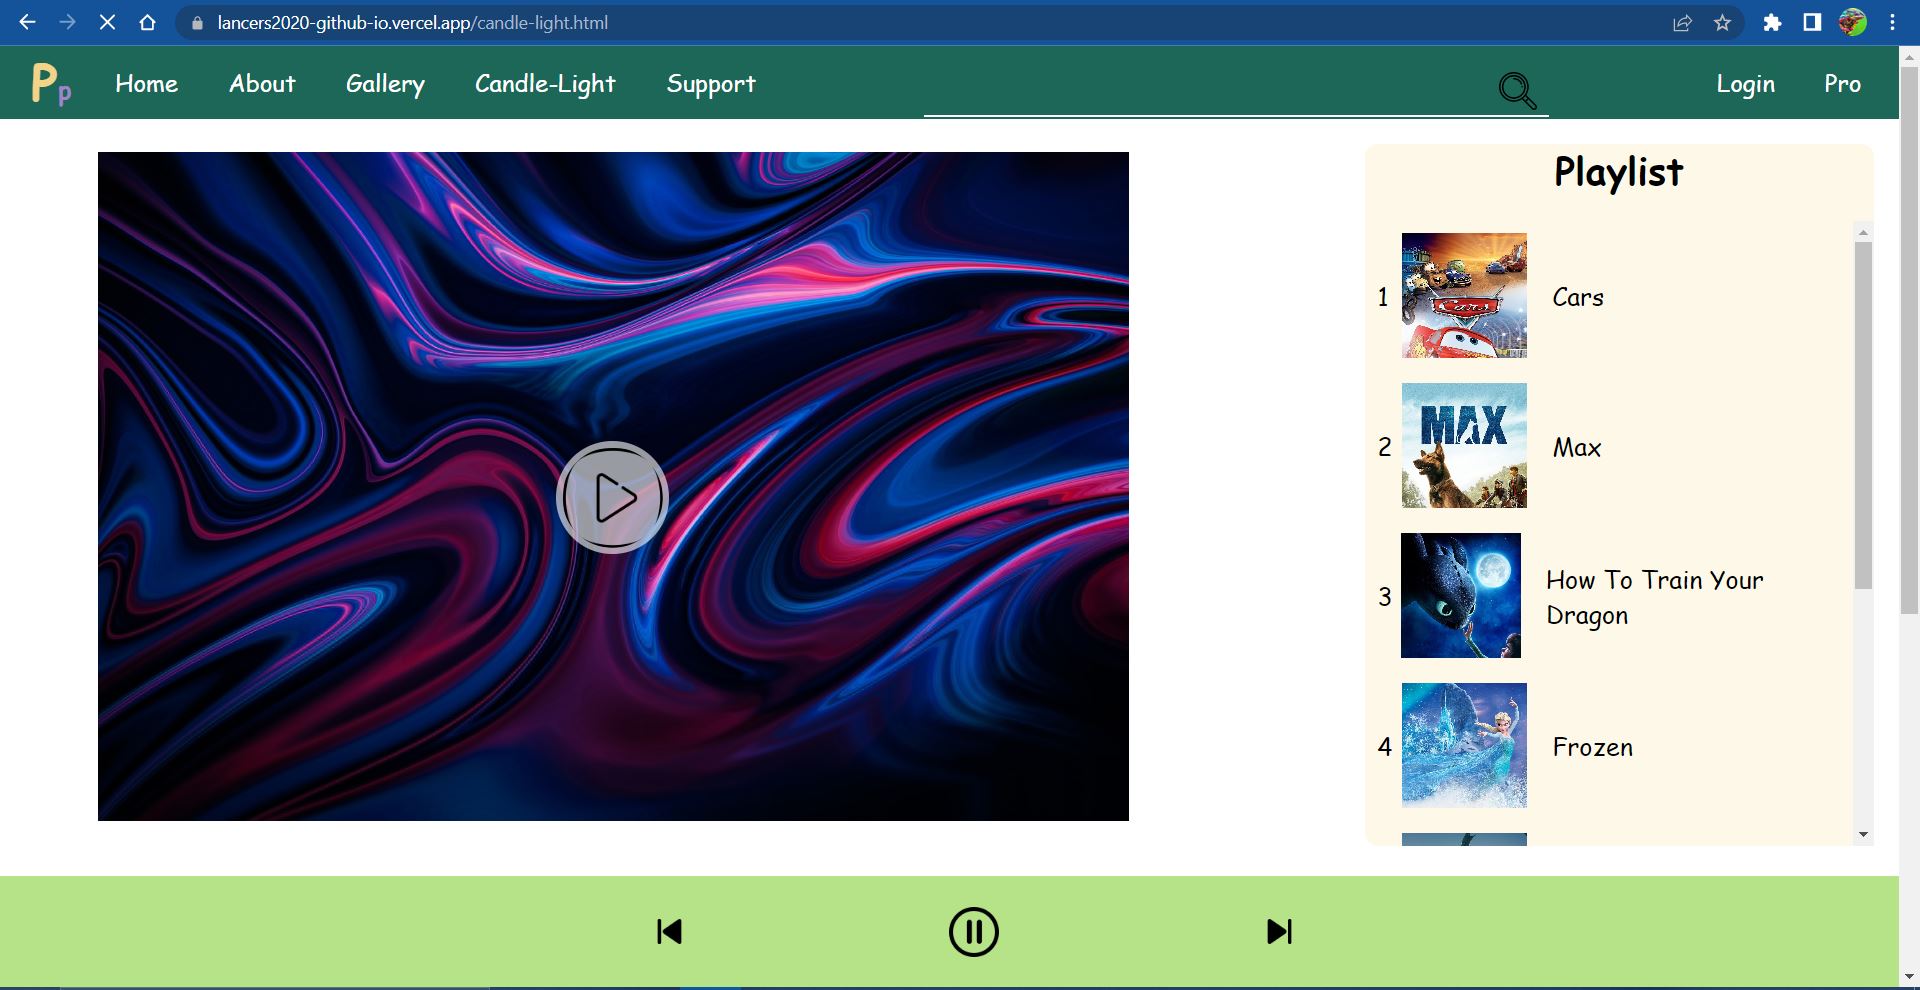 lancers2020-github-io.vercel.app/candle-light.html
Pp Home About Gallery Candle-Light Support Login Pro
Playlist
Cars
1 Cars
MAX
2 Max
3 How To Train Your
Dragon
4 Frozen